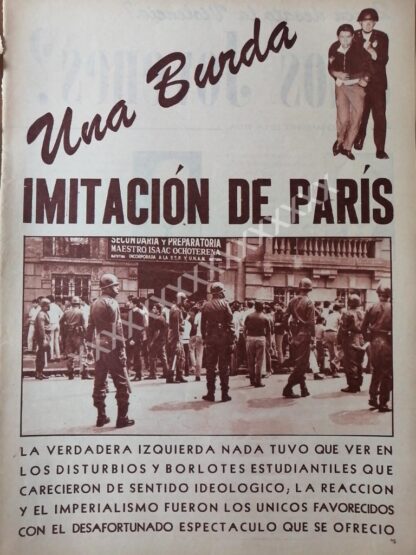 Una Burda
IMITACIÓN DE PARÍS
SECUNDARIA y PREPARATORIA
MAESTRO ISAAC OCHOTERENA
INCORPORADA A LA S.E.P. Y U.N.A.M.
LA VERDADERA IZQUIERDA NADA TUVO QUE VER EN
LOS DISTURBIOS Y BORLOTES ESTUDIANTILES QUE
CARECIERON DE SENTIDO IDEOLOGICO; LA REACCION
Y EL IMPERIALISMO FUERON LOS UNICOS FAVORECIDOS
CON EL DESAFORTUNADO ESPECTACULO QUE SE OFRECIO